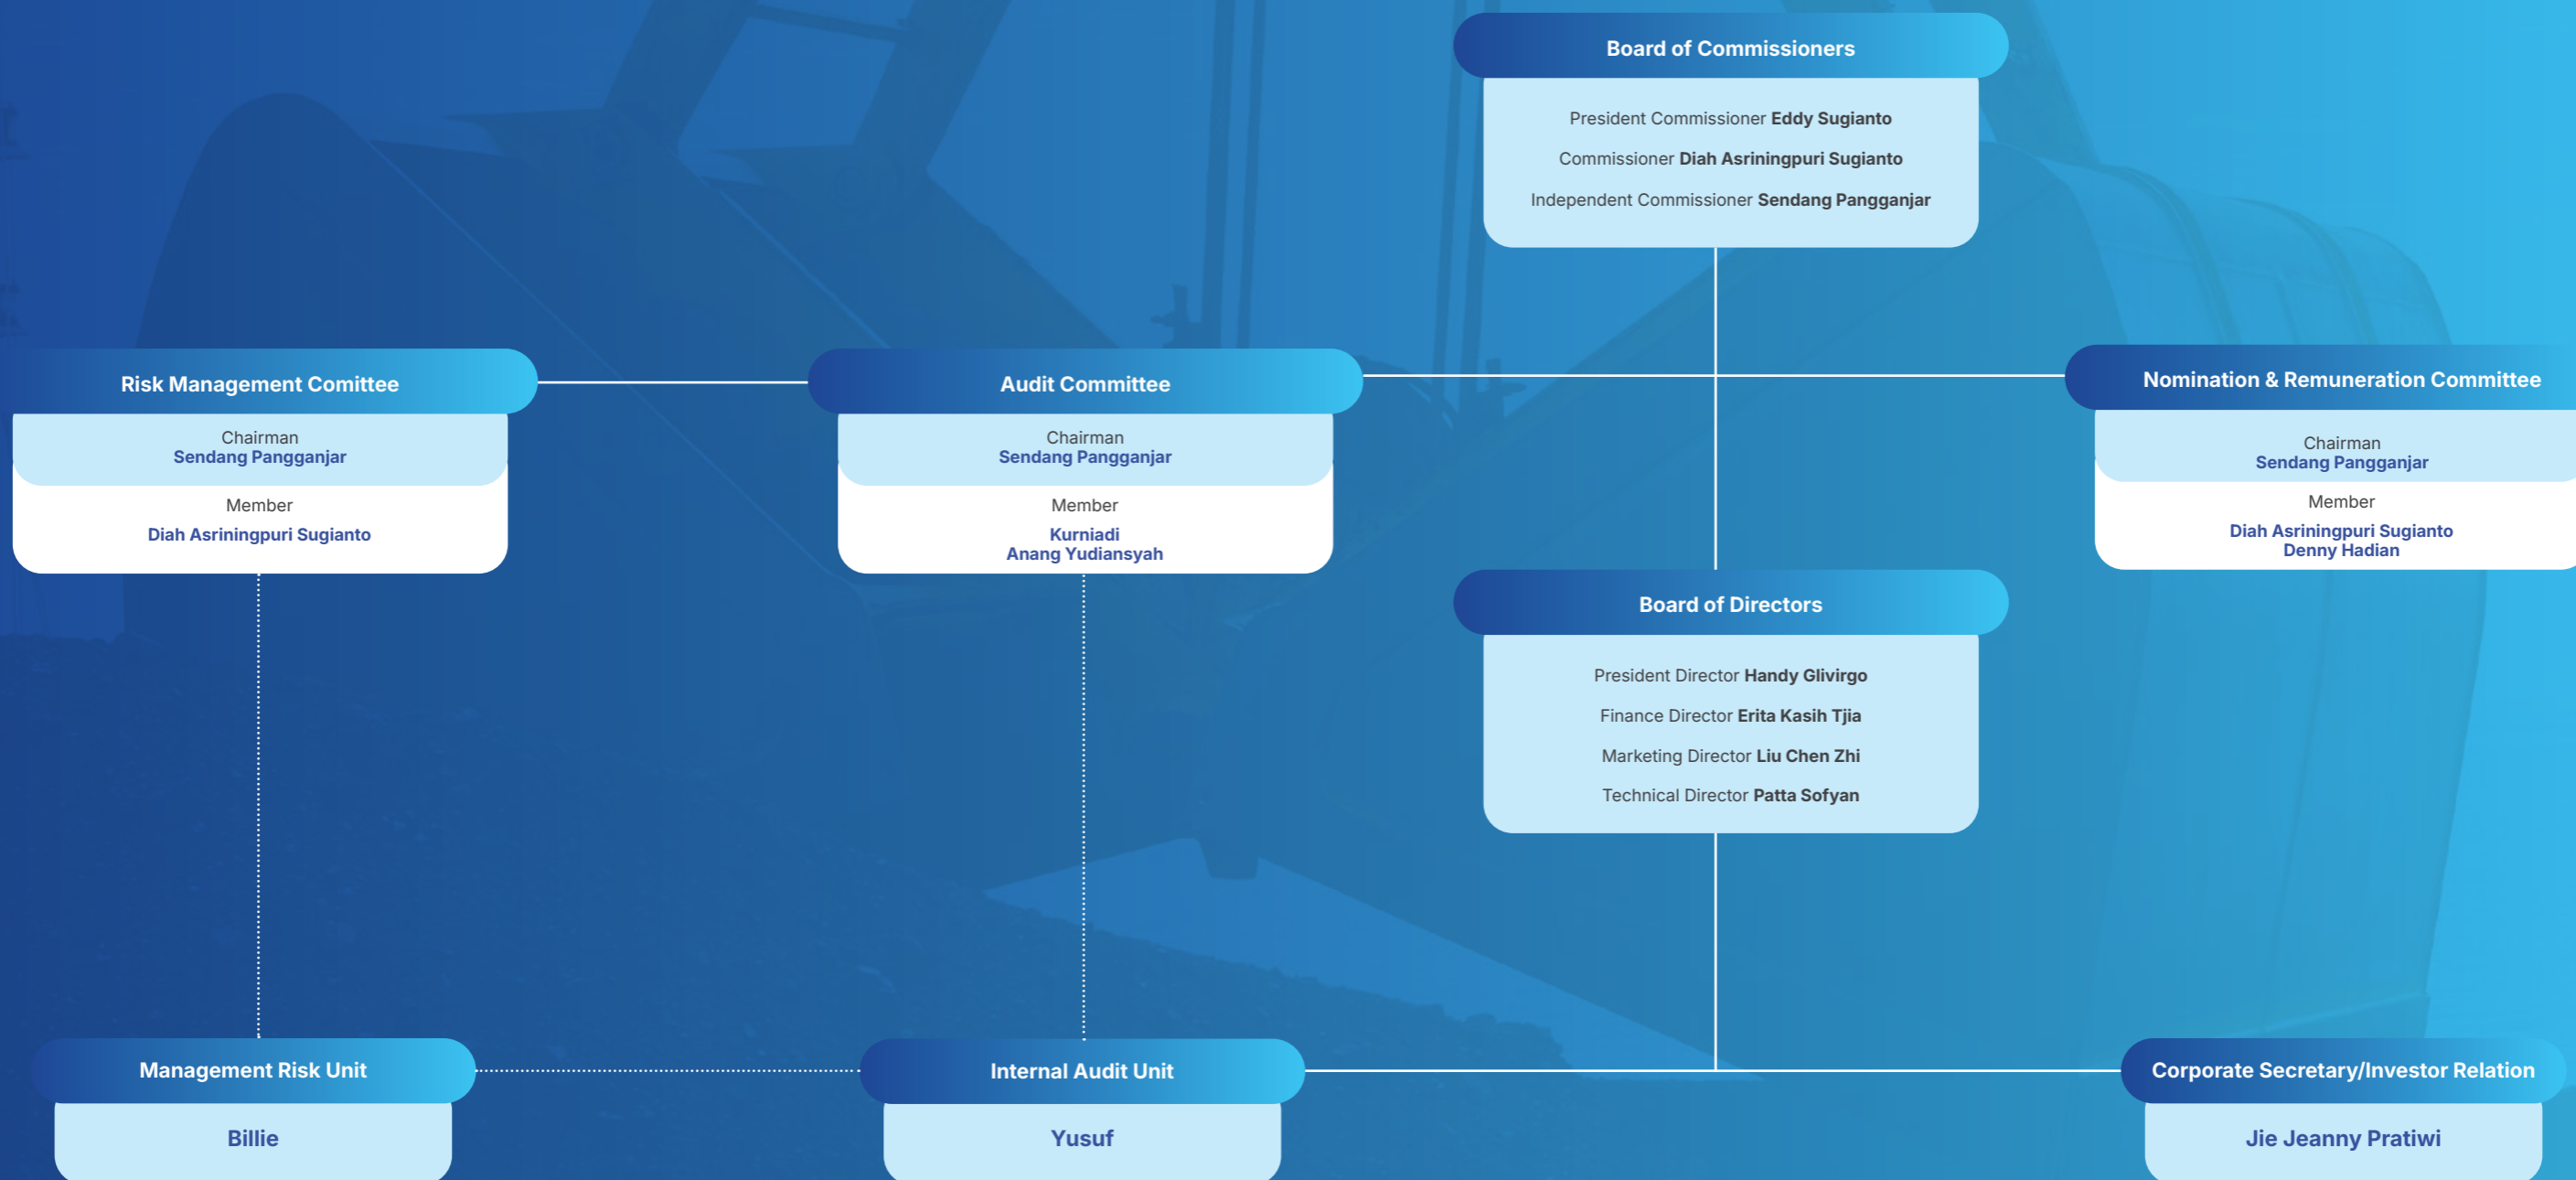 Board of Commissioners
President Commissioner Eddy Sugianto
Commissioner Diah Asriningpuri Sugianto
Independent Commissioner Sendang Pangganjar
Risk Management Comittee
Chairman
Sendang Pangganjar
Member
Diah Asriningpuri Sugianto
Audit Committee
Chairman
Sendang Pangganjar
Member
Kurniadi
Anang Yudiansyah
Nomination & Remuneration Committee
Chairman
Sendang Pangganjar
Member
Diah Asriningpuri Sugianto
Denny Hadian
Board of Directors
President Director Handy Glivirgo
Finance Director Erita Kasih Tjia
Marketing Director Liu Chen Zhi
Technical Director Patta Sofyan
Management Risk Unit
Billie
Internal Audit Unit
Yusuf
Corporate Secretary/Investor Relation
Jie Jeanny Pratiwi